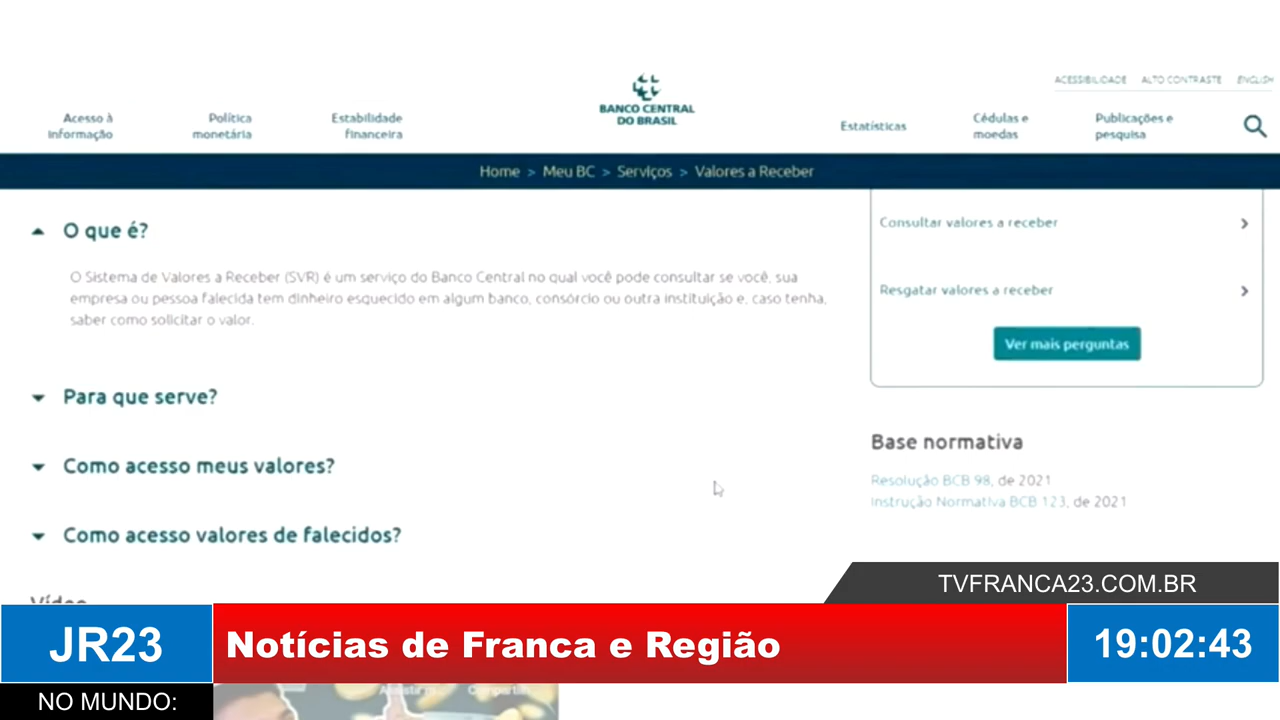 ACESSIBILIDADE ALTO CONTRASTE ENGLISH
BANCO CENTRAL
DO BRASIL
Acesso à
informação
Política
monetária
Estabilidade
financeira
Estatísticas
Cédulas e
moedas
Publicações e
pesquisa
Home > Meu BC > Serviços > Valores a Receber
O que é?
O Sistema de Valores a Receber (SVR) é um serviço do Banco Central no qual você pode consultar se você, sua
empresa ou pessoa falecida tem dinheiro esquecido em algum banco, consórcio ou outra instituição e, caso tenha,
saber como solicitar o valor.
Para que serve?
Como acesso meus valores?
Como acesso valores de falecidos?
Vídeo
Consultar valores a receber
Resgatar valores a receber
Ver mais perguntas
Base normativa
Resolução BCB 98, de 2021
Instrução Normativa BCB 123, de 2021
TVFRANCA23.COM.BR
JR23
Notícias de Franca e Região
19:02:43
NO MUNDO: